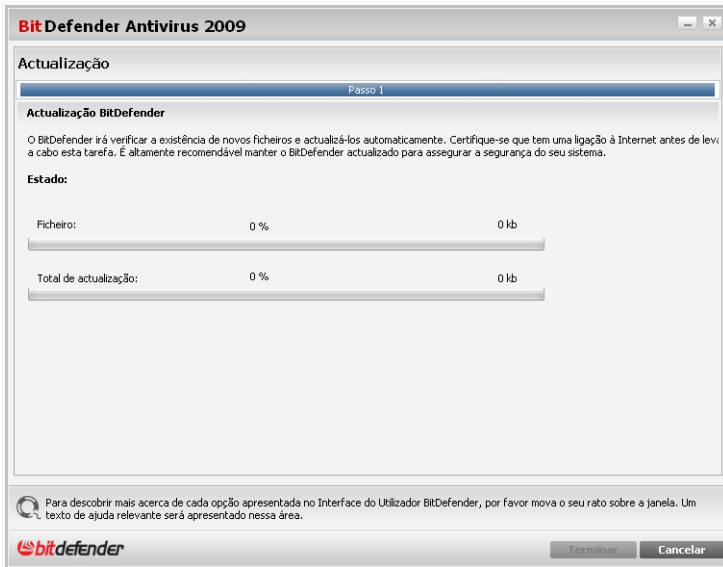 BitDefender Antivirus 2009
Actualização
Passo 1
Actualização BitDefender
O BitDefender irá verificar a existência de novos ficheiros e actualizá-los automaticamente. Certifique-se que tem uma ligação à Internet antes de leva
a cabo esta tarefa. É altamente recomendável manter o BitDefender actualizado para assegurar a segurança do seu sistema.
Estado:
Ficheiro: 0 % 0 kb
Total de actualização: 0 % 0 kb
Para descobrir mais acerca de cada opção apresentada no Interface do Utilizador BitDefender, por favor mova o seu rato sobre a janela. Um
texto de ajuda relevante será apresentado nessa área.
bitdefender Terminar Cancelar